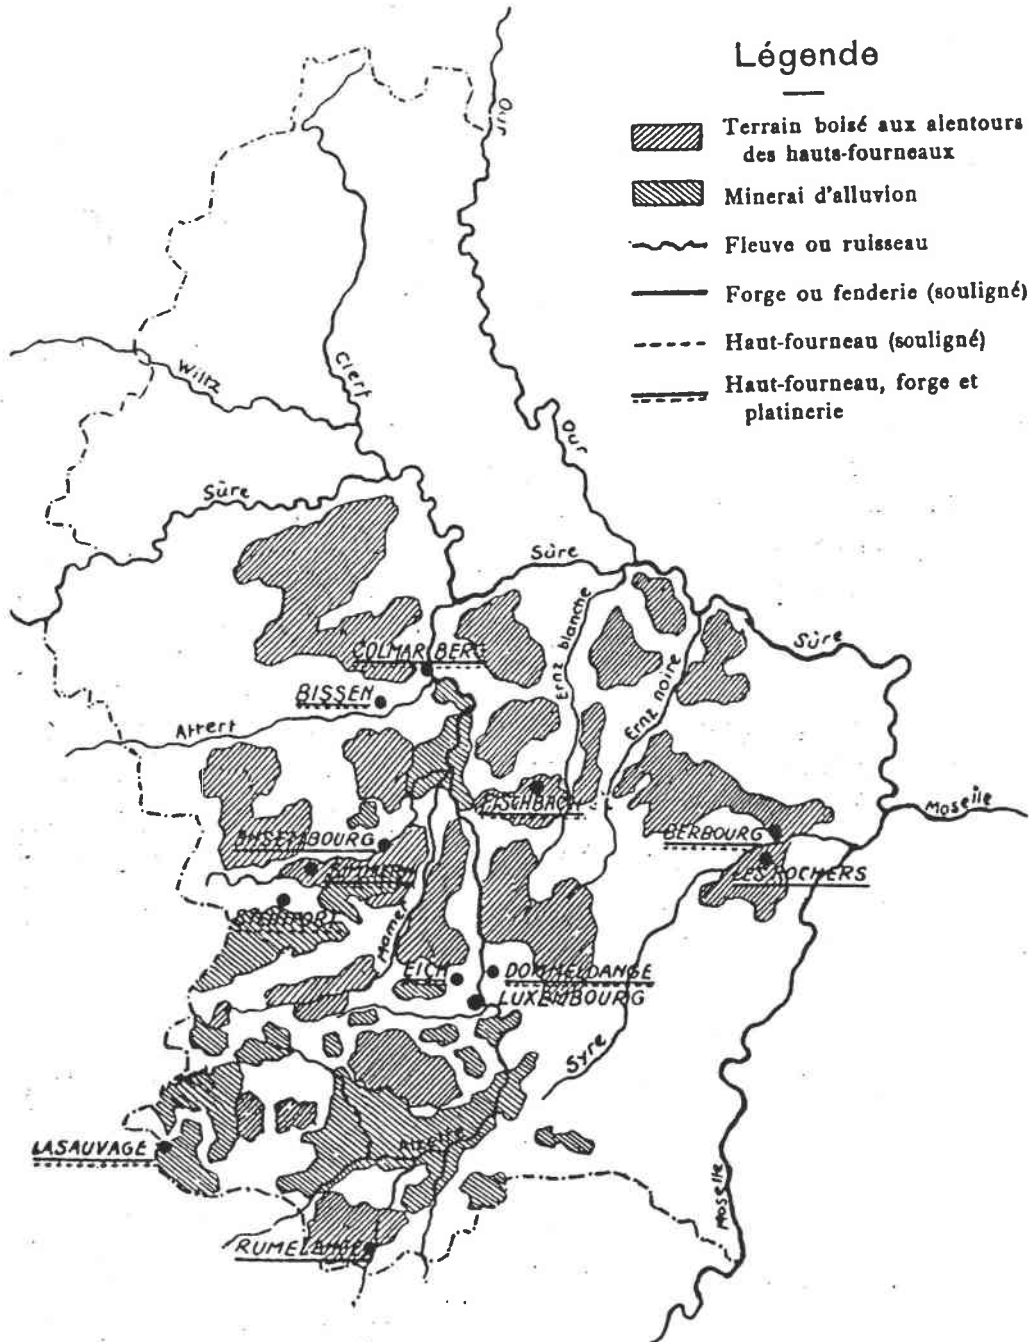 Légende
Terrain boisé aux alentours
des hauts-fourneaux
Minerai d'alluvion
Fleuve ou ruisseau
Forge ou fenderie (souligné)
Haut-fourneau (souligné)
Haut-fourneau, forge et
platinerie
Our
Wiltz
Clerf
Our
Sûre
Sûre
Ernz blanche
Sûre
COLMAR BERG
Ernz noire
BISSEN
Attert
FISCHBACH
Moselle
BERBOURG
ANSEMBOURG
LES ROCHERS
Mamer
EICH
DOMMELDANGE
LUXEMBOURG
Syre
Alzette
LASAUVAGE
Moselle
RUMELANGE